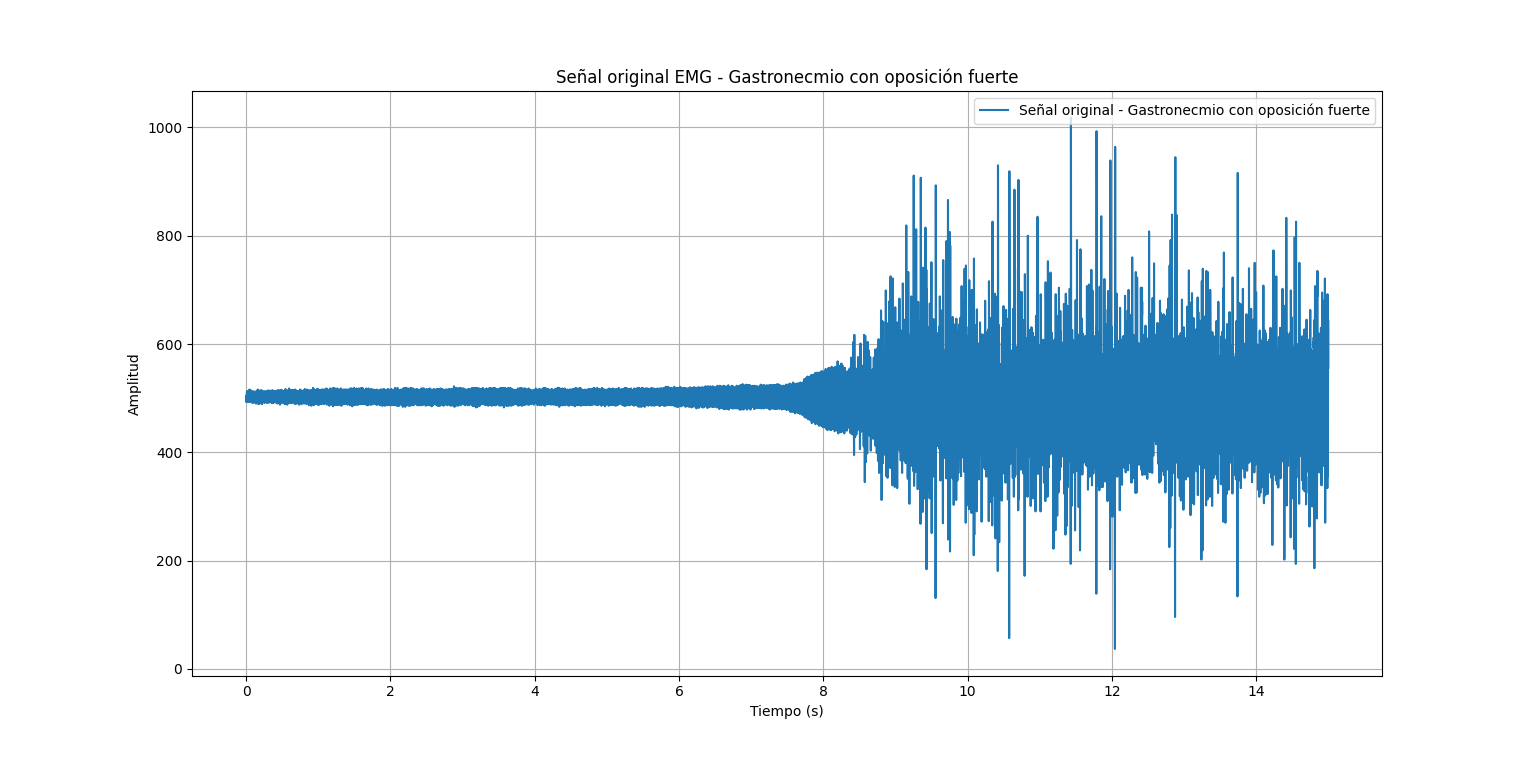 Señal original EMG - Gastronecmio con oposición fuerte
Señal original - Gastronecmio con oposición fuerte
1000
800
600
400
200
0
Amplitud
0 2 4 6 8 10 12 14
Tiempo (s)